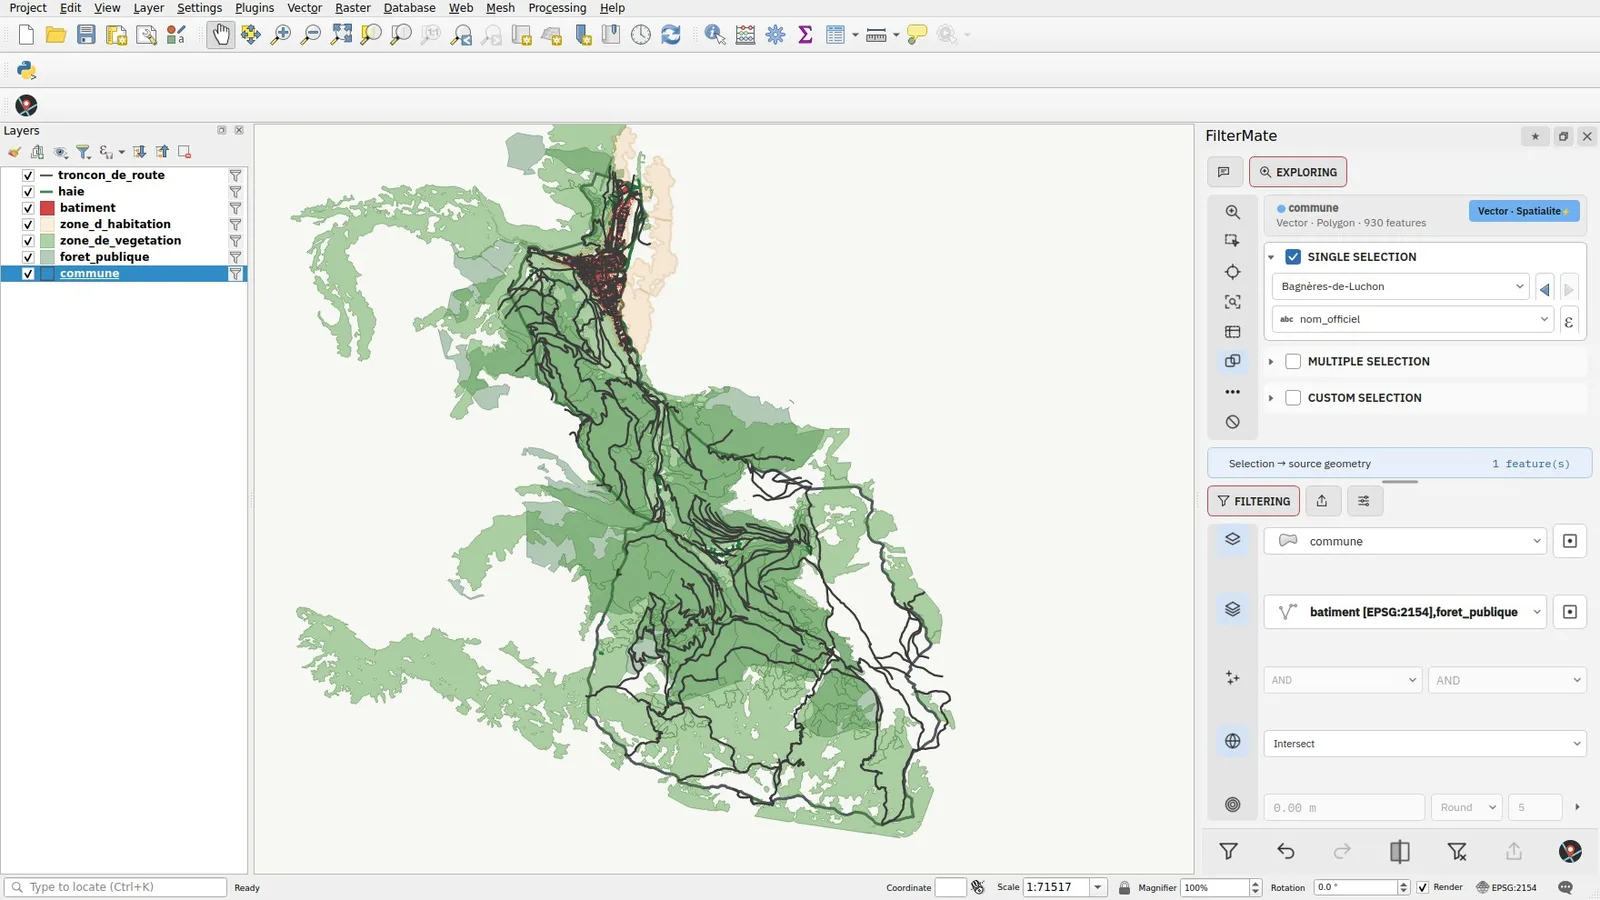 Project Edit View Layer Settings Plugins Vector Raster Database Web Mesh Processing Help
Layers
troncon_de_route
haie
batiment
zone_d_habitation
zone_de_vegetation
foret_publique
commune
FilterMate
EXPLORING
commune
Vector · Polygon · 930 features
Vector · Spatialite⚡
SINGLE SELECTION
Bagnères-de-Luchon
abc nom_officiel
ε
MULTIPLE SELECTION
CUSTOM SELECTION
Selection → source geometry 1 feature(s)
FILTERING
commune
batiment [EPSG:2154],foret_publique
AND AND
Intersect
0.00 m Round 5
Type to locate (Ctrl+K) Ready Coordinate Scale 1:71517 Magnifier 100% Rotation 0.0 ° Render EPSG:2154